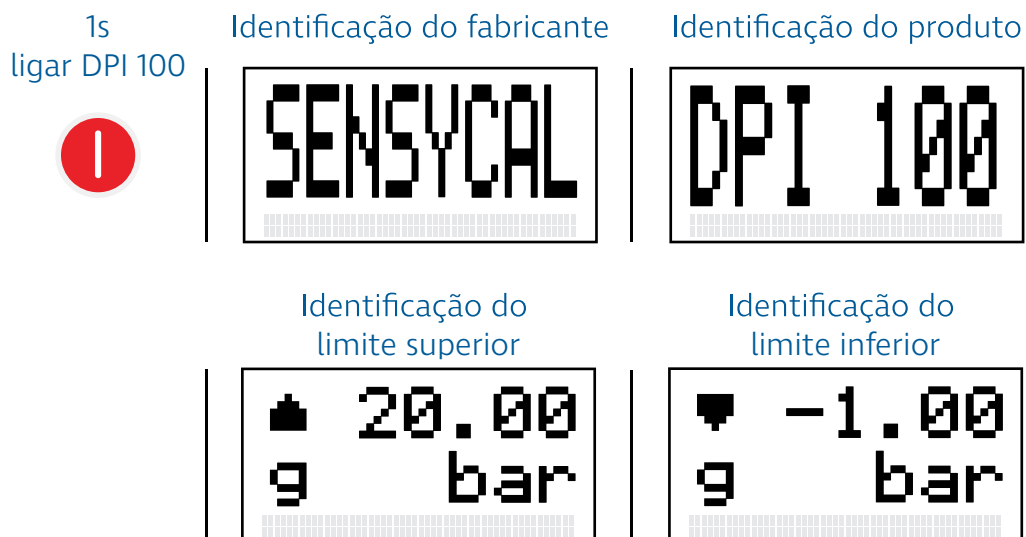 1s
ligar DPI 100
Identificação do fabricante
SENSYCAL
Identificação do produto
DPI 100
Identificação do
limite superior
20.00
g bar
Identificação do
limite inferior
-1.00
g bar